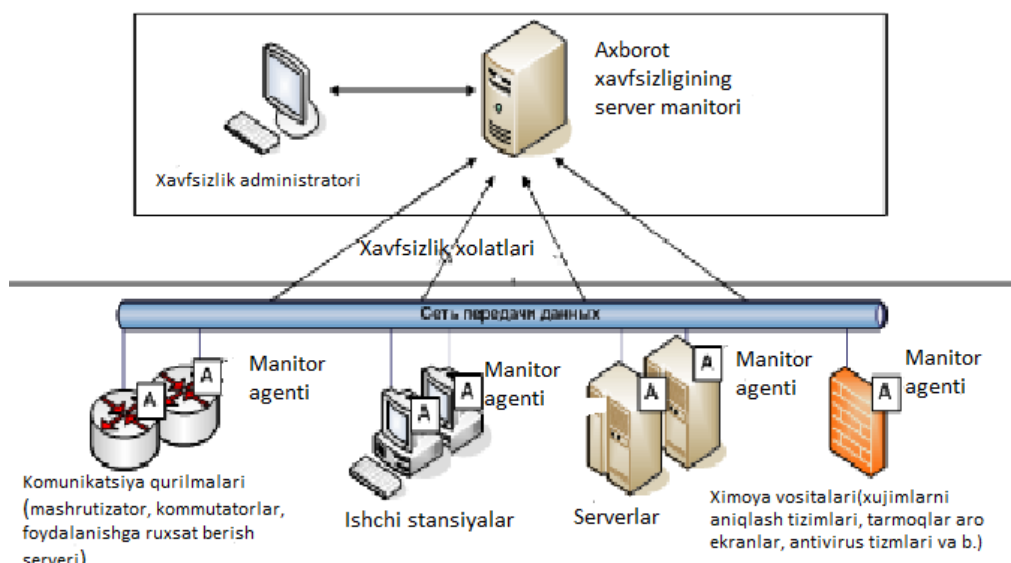 Axborot
xavfsizligining
server manitori
Xavfsizlik administratori
Xavfsizlik xolatlari
Сеть передачи данных
A
A
Manitor
agenti
A
A
Manitor
agenti
A
A
Manitor
agenti
A
Manitor
agenti
Komunikatsiya qurilmalari
(mashrutizator, kommutatorlar,
foydalanishga ruxsat berish
serveri)
Ishchi stansiyalar
Serverlar
Ximoya vositalari(xujimlarni
aniqlash tizimlari, tarmoqlar aro
ekranlar, antivirus tizmlari va b.)